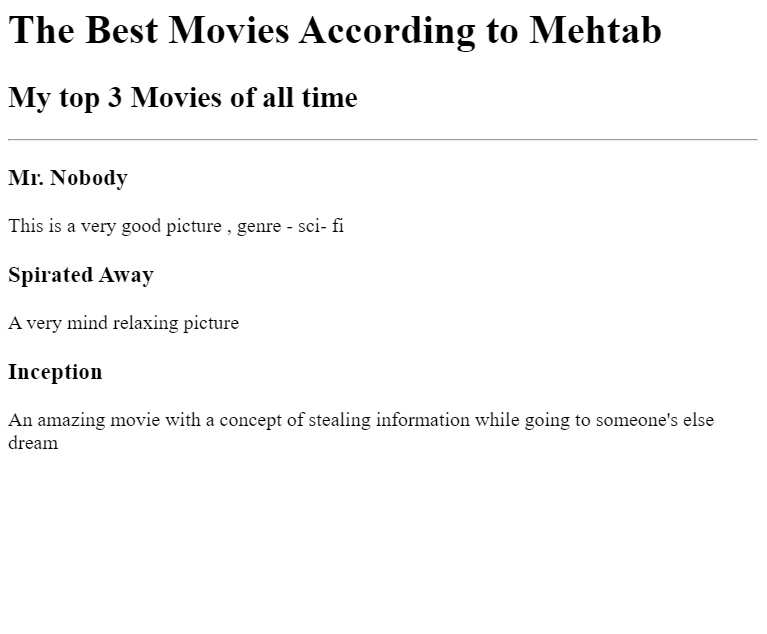 The Best Movies According to Mehtab
My top 3 Movies of all time
Mr. Nobody
This is a very good picture , genre - sci- fi
Spirated Away
A very mind relaxing picture
Inception
An amazing movie with a concept of stealing information while going to someone's else
dream